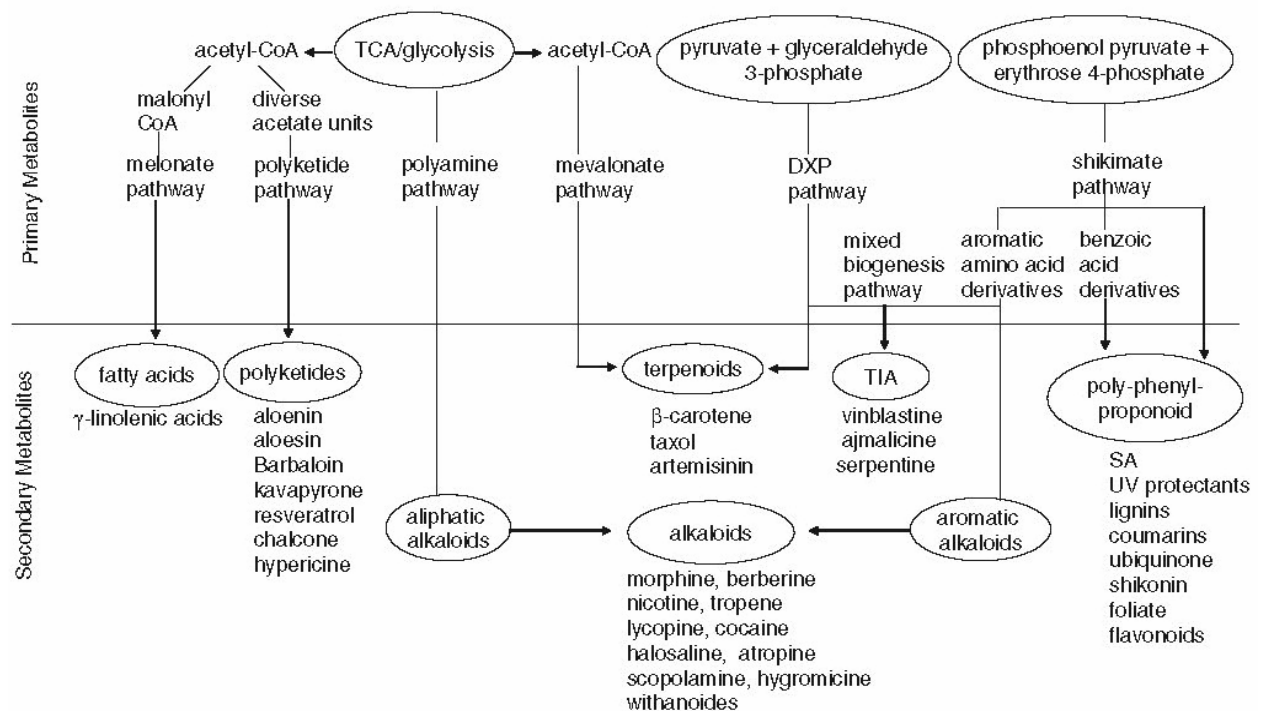 acetyl-CoA
TCA/glycolysis
acetyl-CoA
pyruvate + glyceraldehyde
3-phosphate
phosphoenol pyruvate +
erythrose 4-phosphate
malonyl
CoA
diverse
acetate units
melonate
pathway
polyketide
pathway
polyamine
pathway
mevalonate
pathway
DXP
pathway
shikimate
pathway
Primary Metabolites
mixed
biogenesis
pathway
aromatic
amino acid
derivatives
benzoic
acid
derivatives
Secondary Metabolites
fatty acids
γ-linolenic acids
polyketides
aloenin
aloesin
Barbaloin
kavapyrone
resveratrol
chalcone
hypericine
terpenoids
β-carotene
taxol
artemisinin
TIA
vinblastine
ajmalicine
serpentine
poly-phenyl-
proponoid
SA
UV protectants
lignins
coumarins
ubiquinone
shikonin
foliate
flavonoids
aliphatic
alkaloids
alkaloids
aromatic
alkaloids
morphine, berberine
nicotine, tropene
lycopine, cocaine
halosaline, atropine
scopolamine, hygromicine
withanoides